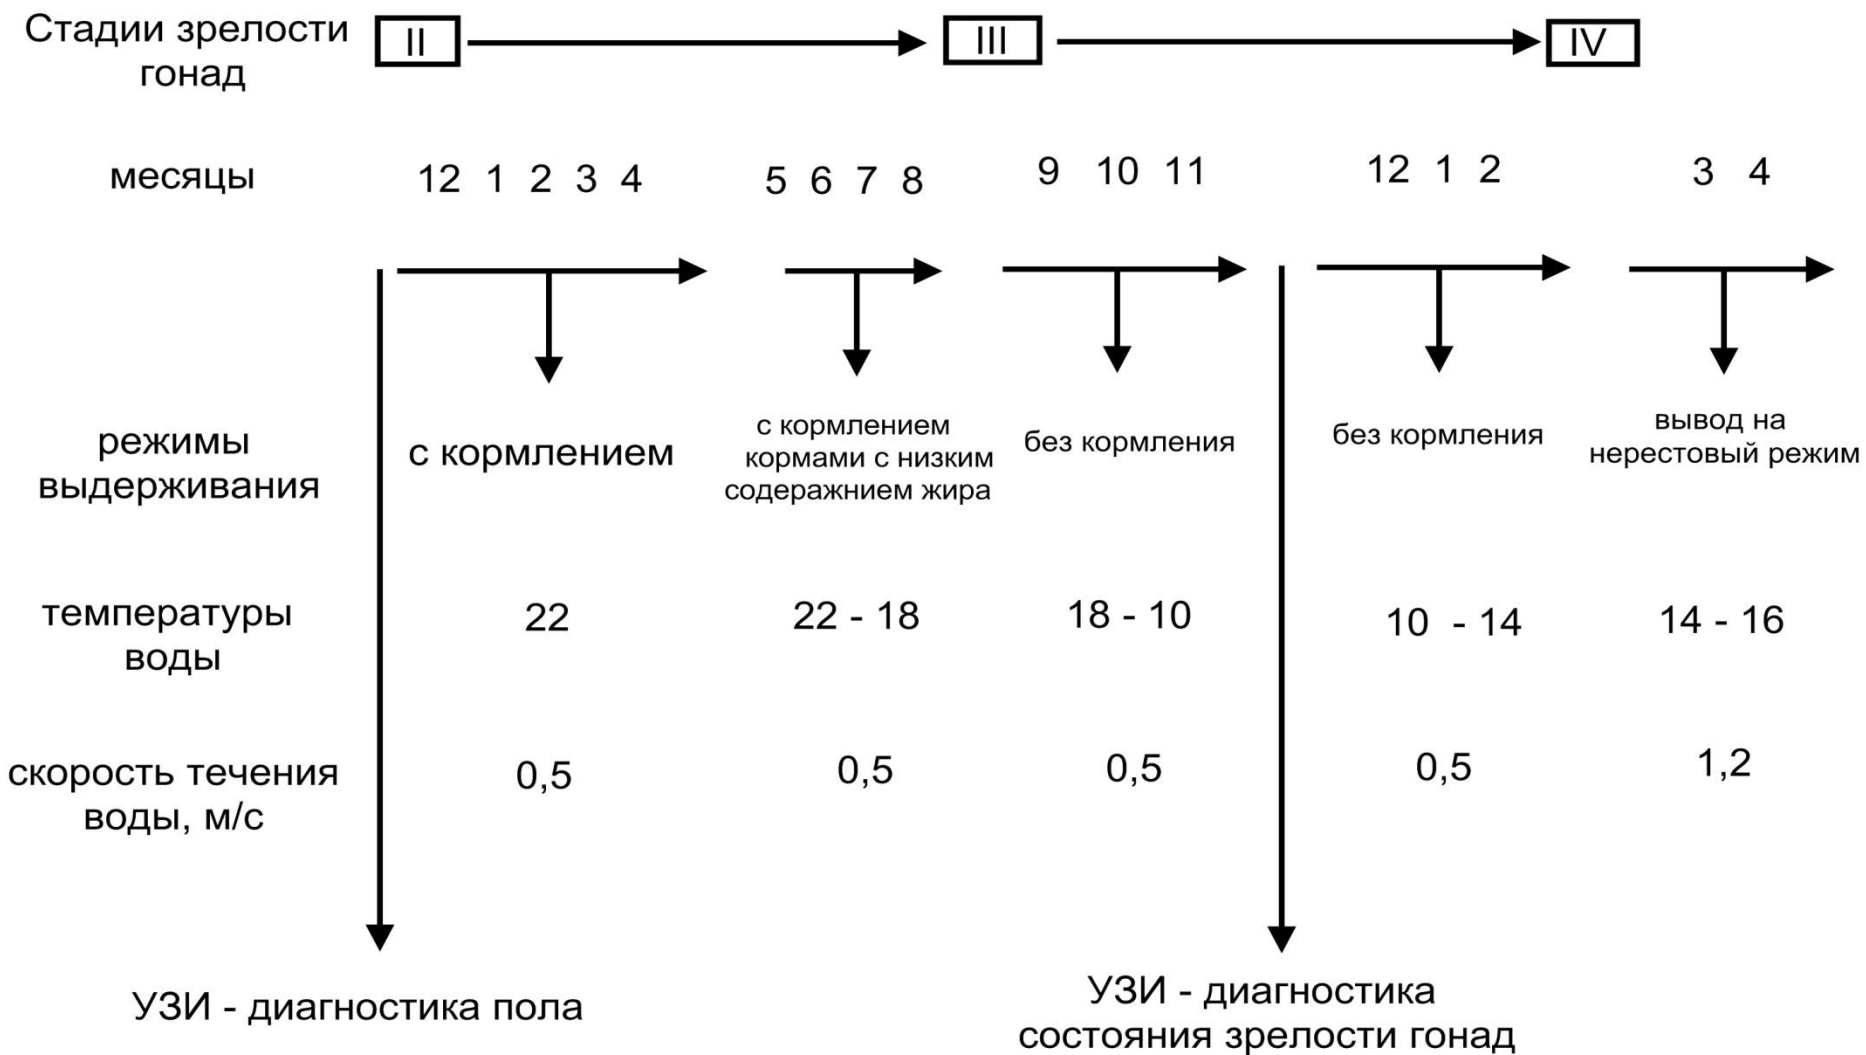 Стадии зрелости
гонад
II
III
IV
месяцы
12 1 2 3 4
5 6 7 8
9 10 11
12 1 2
3 4
режимы
выдерживания
с кормлением
с кормлением
кормами с низким
содеражнием жира
без кормления
без кормления
вывод на
нерестовый режим
температуры
воды
22
22 - 18
18 - 10
10 - 14
14 - 16
скорость течения
воды, м/с
0,5
0,5
0,5
0,5
1,2
УЗИ - диагностика пола
УЗИ - диагностика
состояния зрелости гонад